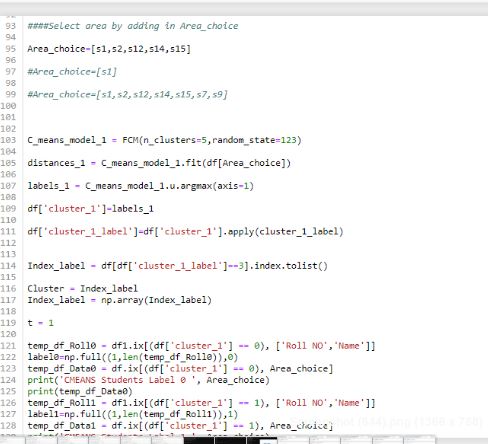 93 ####Select area by adding in Area_choice
94
95 Area_choice=[s1,s2,s12,s14,s15]
96
97 #Area_choice=[s1]
98
99 #Area_choice=[s1,s2,s12,s14,s15,s7,s9]
100
101
102
103 C_means_model_1 = FCM(n_clusters=5,random_state=123)
104
105 distances_1 = C_means_model_1.fit(df[Area_choice])
106
107 labels_1 = C_means_model_1.u.argmax(axis=1)
108
109 df['cluster_1']=labels_1
110
111 df['cluster_1_label']=df['cluster_1'].apply(cluster_1_label)
112
113
114 Index_label = df[df['cluster_1_label']==3].index.tolist()
115
116 Cluster = Index_label
117 Index_label = np.array(Index_label)
118
119 t = 1
120
121 temp_df_Roll0 = df1.ix[(df['cluster_1'] == 0), ['Roll NO','Name']]
122 label0=np.full((1,len(temp_df_Roll0)),0)
123 temp_df_Data0 = df.ix[(df['cluster_1'] == 0), Area_choice]
124 print('CMEANS Students Label 0 ', Area_choice)
125 print(temp_df_Data0)
126 temp_df_Roll1 = df1.ix[(df['cluster_1'] == 1), ['Roll NO','Name']]
127 label1=np.full((1,len(temp_df_Roll1)),1)
128 temp_df_Data1 = df.ix[(df['cluster_1'] == 1), Area_choice]